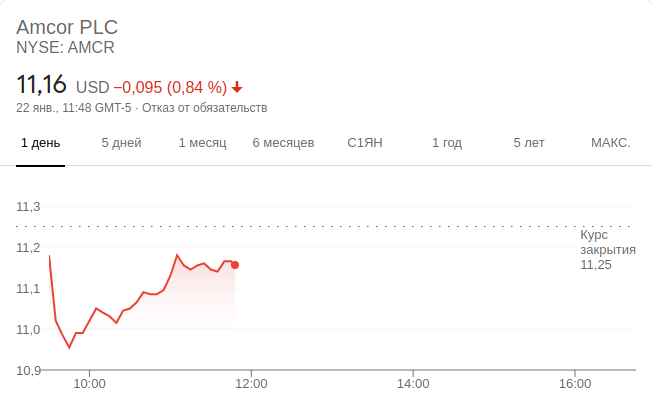 Amcor PLC
NYSE: AMCR
11,16 USD −0,095 (0,84 %)
22 янв., 11:48 GMT-5 · Отказ от обязательств
1 день 5 дней 1 месяц 6 месяцев С1ЯН 1 год 5 лет МАКС.
11,3
Курс
11,2
закрытия
11,25
11,1
11,0
10,9
10:00 12:00 14:00 16:00